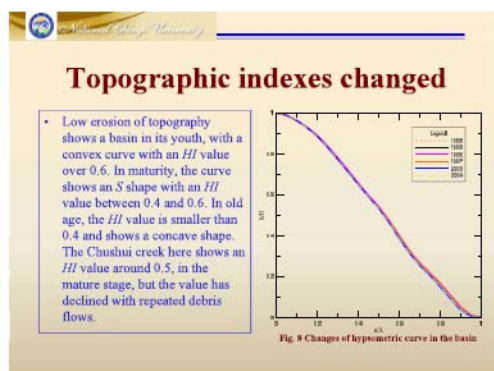 National Chung University
Topographic indexes changed
• Low erosion of topography
shows a basin in its youth, with a
convex curve with an HI value
over 0.6. In maturity, the curve
shows an S shape with an HI
value between 0.4 and 0.6. In old
age, the HI value is smaller than
0.4 and shows a concave shape.
The Chushui creek here shows an
HI value around 0.5, in the
mature stage, but the value has
declined with repeated debris
flows.
Legend
h/H
a/A
Fig. 8 Changes of hypsometric curve in the basin